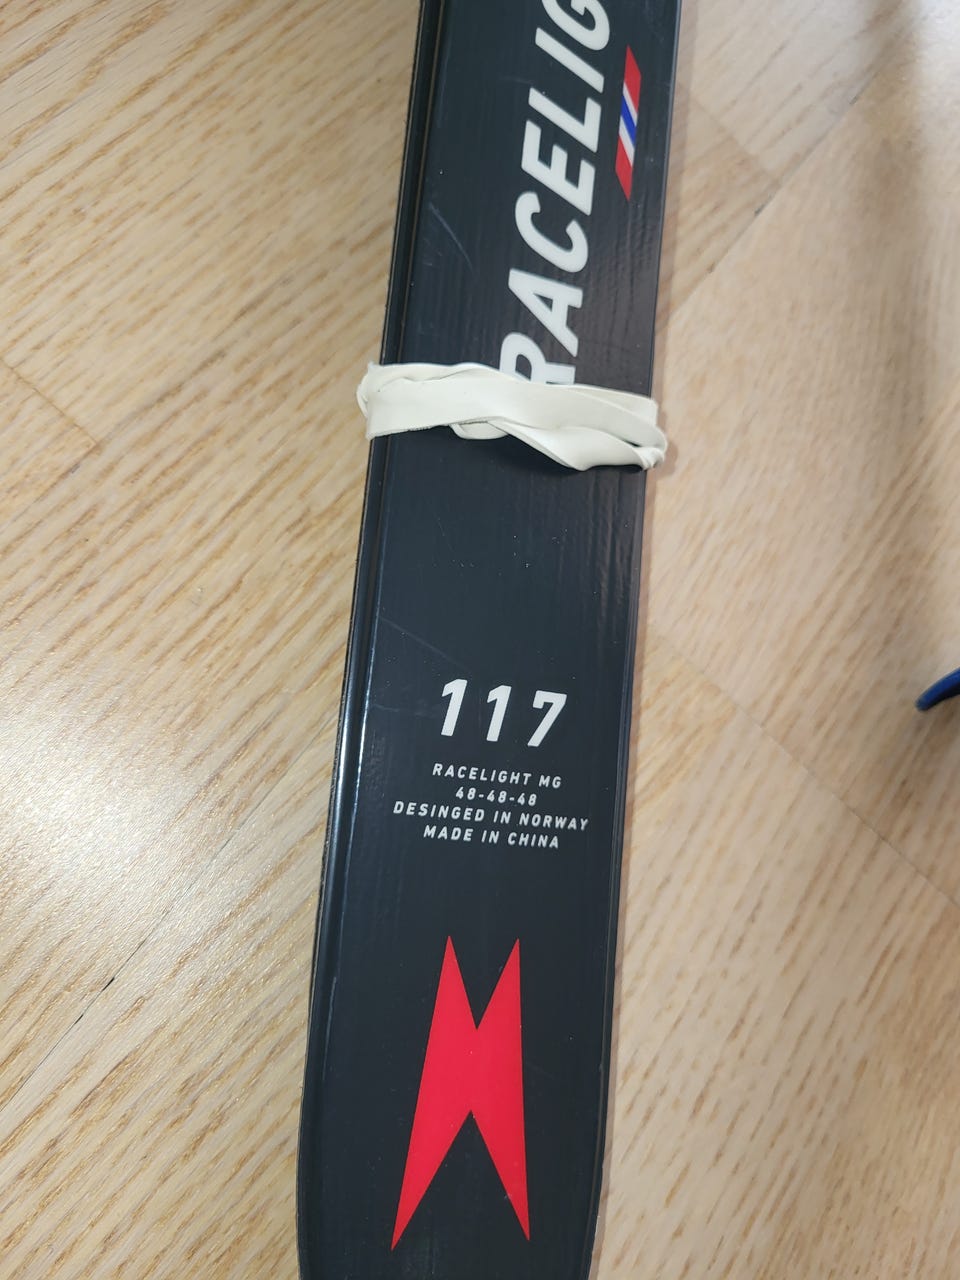 RACELIG
117
RACELIGHT MG
48-48-48
DESINGED IN NORWAY
MADE IN CHINA